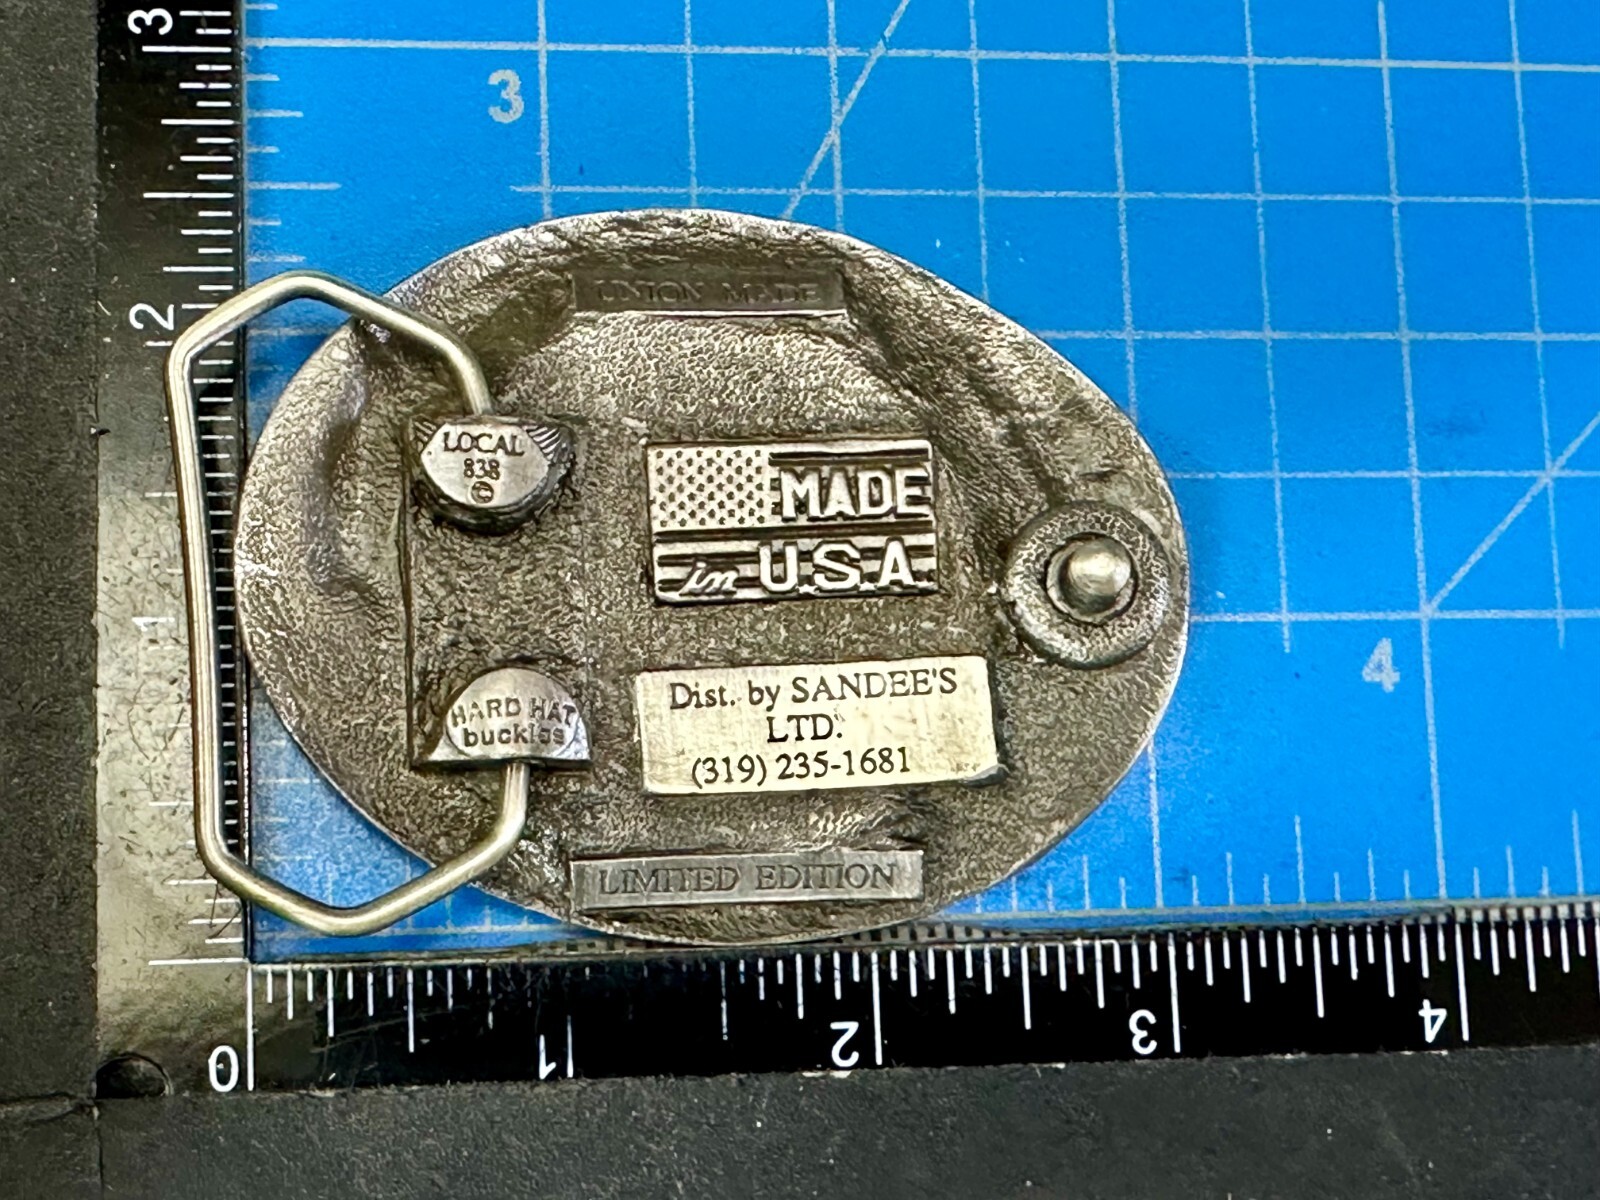 3
2
1
3
UNION MADE
LOCAL
838
©
MADE
in U.S.A.
HARD HAT
buckles
Dist. by SANDEE'S
LTD.
(319) 235-1681
LIMITED EDITION
4
0
1
2
3
4